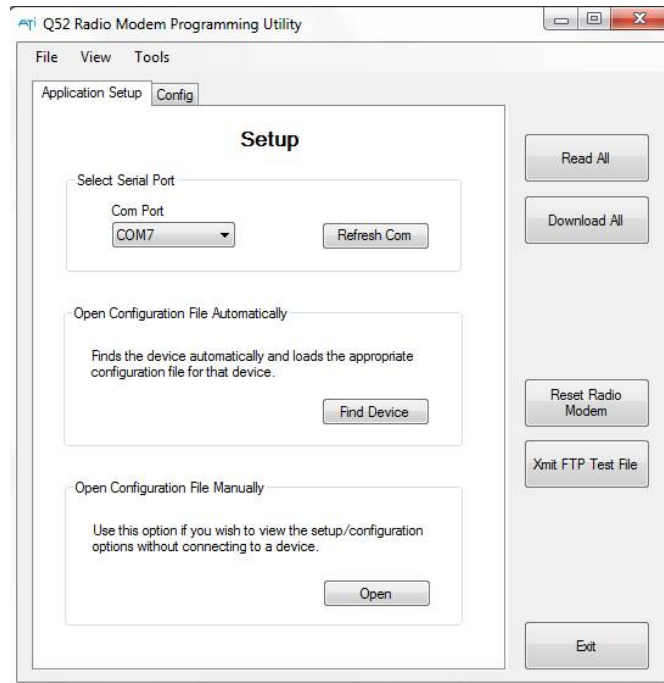 ATi Q52 Radio Modem Programming Utility
File View Tools
Application Setup Config
Setup
Select Serial Port
Com Port
COM7
Refresh Com
Open Configuration File Automatically
Finds the device automatically and loads the appropriate
configuration file for that device.
Find Device
Open Configuration File Manually
Use this option if you wish to view the setup/configuration
options without connecting to a device.
Open
Read All
Download All
Reset Radio
Modem
Xmit FTP Test File
Exit